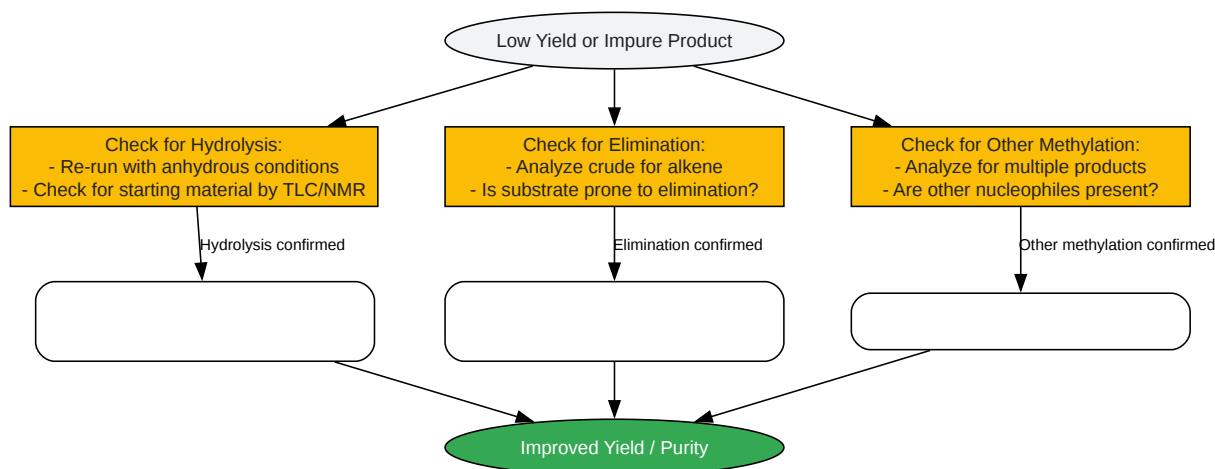 Low Yield or Impure Product
Check for Hydrolysis:
- Re-run with anhydrous conditions
- Check for starting material by TLC/NMR
Check for Elimination:
- Analyze crude for alkene
- Is substrate prone to elimination?
Check for Other Methylation:
- Analyze for multiple products
- Are other nucleophiles present?
Hydrolysis confirmed
Elimination confirmed
Other methylation confirmed
Improved Yield / Purity